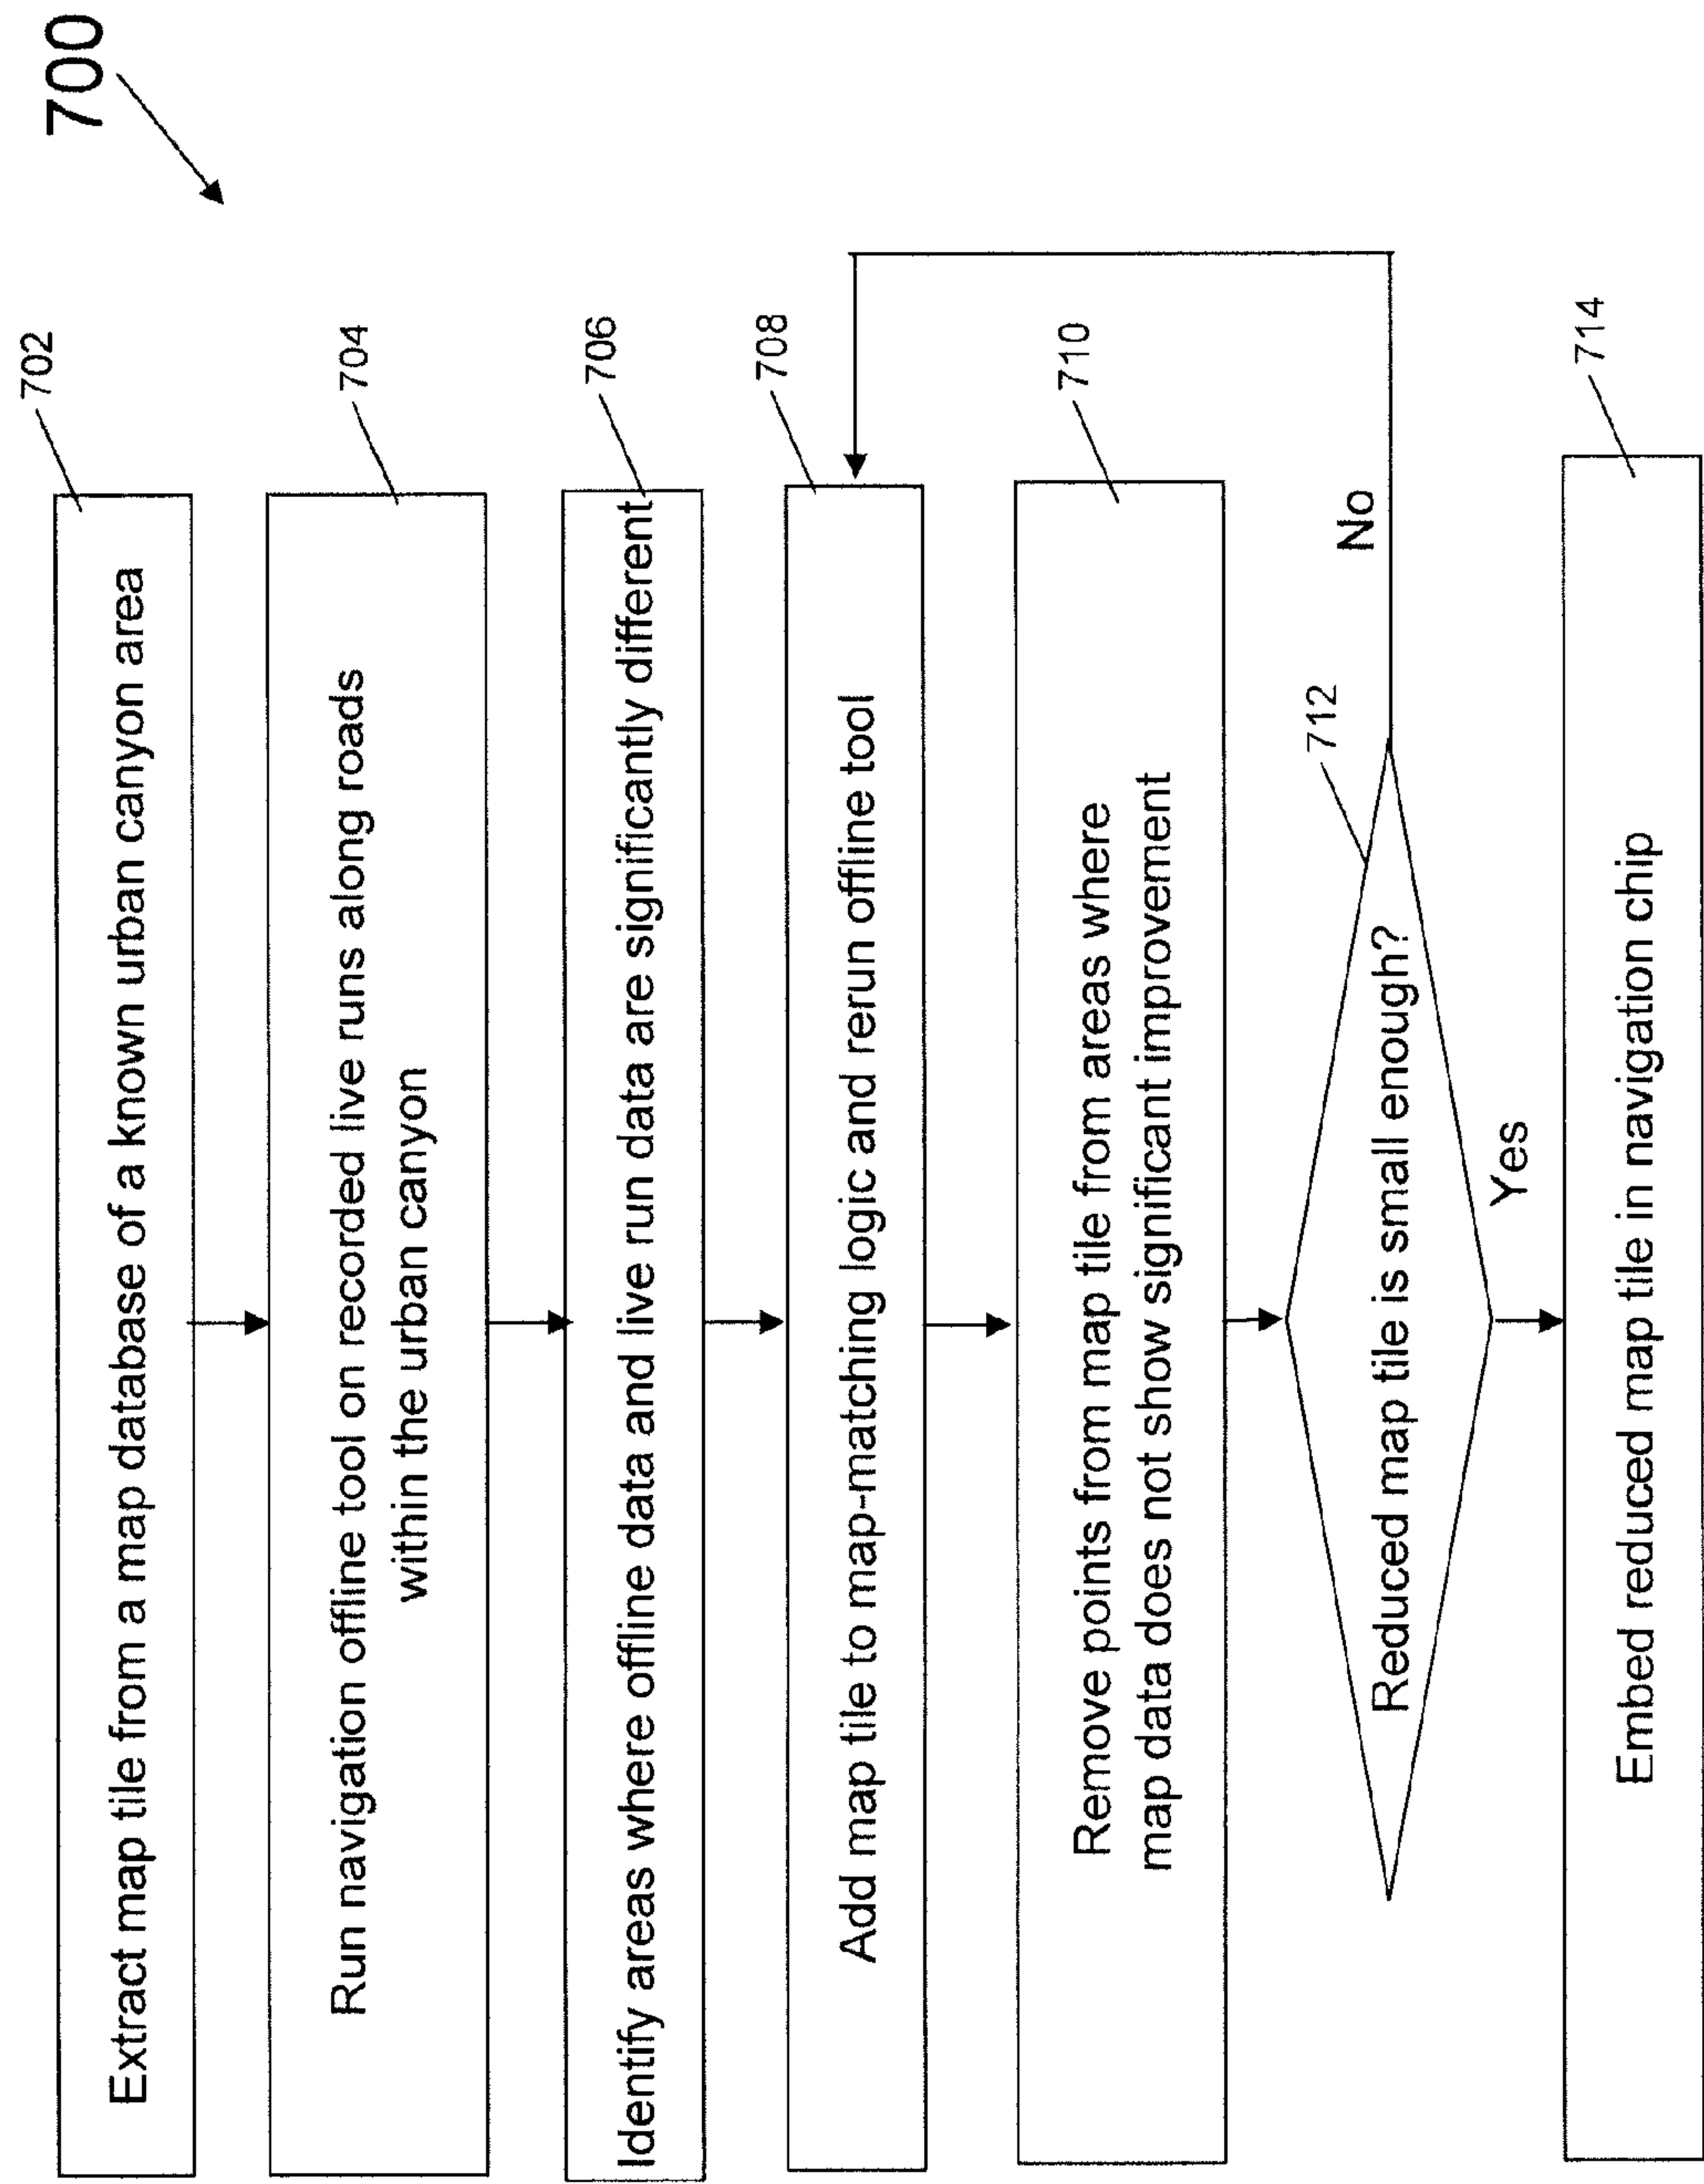 700
702
Extract map tile from a map database of a known urban canyon area
704
Run navigation offline tool on recorded live runs along roads
within the urban canyon
706
Identify areas where offline data and live run data are significantly different
708
Add map tile to map-matching logic and rerun offline tool
710
Remove points from map tile from areas where
map data does not show significant improvement
712
Reduced map tile is small enough?
No
Yes
714
Embed reduced map tile in navigation chip